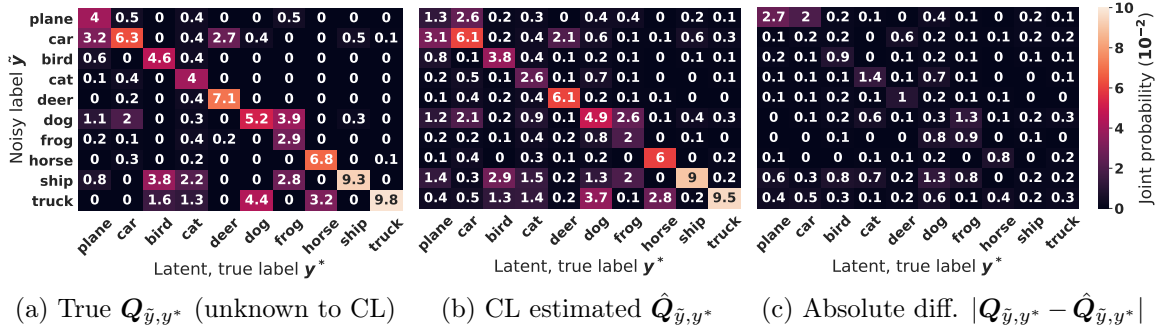 Noisy label ỹ
plane 4 0.5 0 0.4 0 0 0.5 0 0 0 1.3 2.6 0.2 0.3 0 0.4 0.4 0 0.2 0.1 2.7 2 0.2 0.1 0 0.4 0.1 0 0.2 0.1 10
car 3.2 6.3 0 0 2.7 0.4 0 0 0.5 0.1 3.1 6.1 0.2 0 2.1 0.6 0.1 0.1 0.6 0.3 0.1 0.2 0.2 0 0.6 0.2 0.1 0.1 0.2 0.2
bird 0.6 0 4.6 0 0.4 0 0 0 0 0 0.8 0.1 3.8 0 0.4 0 0 0 0 0.1 0.2 0.1 0.9 0 0.1 0 0 0 0 0.1 8
cat 0.1 0.4 0 4 0 0 0 0 0 0 0.1 0.4 0.1 2.6 0.1 0.7 0.1 0 0 0.1 0 0 0.1 1.4 0.1 0.7 0.1 0 0 0.1 6
deer 0 0.2 0 0.4 7.1 0 0 0 0 0 0.1 0.4 0.2 0.4 6.1 0.2 0 0.1 0.1 0 0.1 0.1 0.2 0 1 0.2 0 0.1 0.1 0
dog 1.1 2 0 0.3 0 5.2 3.9 0 0.3 0 1.2 2.1 0.2 0.9 0.1 4.9 2.6 0.1 0.4 0.3 0 0.1 0.2 0.6 0.1 0.3 1.3 0.1 0.1 0.3 4
frog 0.1 0.2 0 0.4 0.2 0 2.9 0 0 0 0.2 0.2 0.1 0.4 0.1 0.8 2 0 0 0.1 0 0 0.1 0 0 0.8 0.9 0 0 0.1
horse 0 0.3 0 0.2 0 0 0 6.8 0 0.1 0.1 0.4 0 0.3 0.1 0.2 0 6 0 0.2 0.1 0 0 0.1 0.1 0.2 0 0.8 0 0.2 2
ship 0.8 0 3.8 2.2 0 0 2.8 0 9.3 0 1.4 0.3 2.9 1.5 0.2 1.3 2 0 9 0.2 0.6 0.3 0.8 0.7 0.2 1.3 0.8 0 0.2 0.2
truck 0 0 1.6 1.3 0 4.4 0 3.2 0 9.8 0.4 0.5 1.3 1.4 0.2 3.7 0.1 2.8 0.2 9.5 0.4 0.5 0.3 0.1 0.2 0.6 0.1 0.4 0.2 0.3 0
Joint probability (10⁻²)
plane car bird cat deer dog frog horse ship truck plane car bird cat deer dog frog horse ship truck plane car bird cat deer dog frog horse ship truck
Latent, true label y* Latent, true label y* Latent, true label y*
(a) True Q_{ỹ,y*} (unknown to CL) (b) CL estimated Q̂_{ỹ,y*} (c) Absolute diff. |Q_{ỹ,y*} − Q̂_{ỹ,y*}|